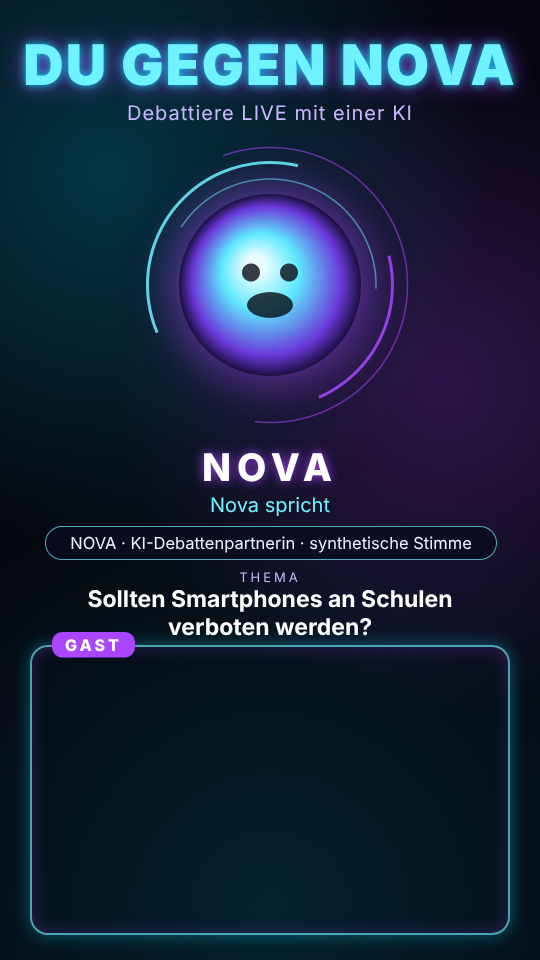 DU GEGEN NOVA
Debattiere LIVE mit einer KI
NOVA
Nova spricht
NOVA · KI-Debattenpartnerin · synthetische Stimme
THEMA
Sollten Smartphones an Schulen
verboten werden?
GAST